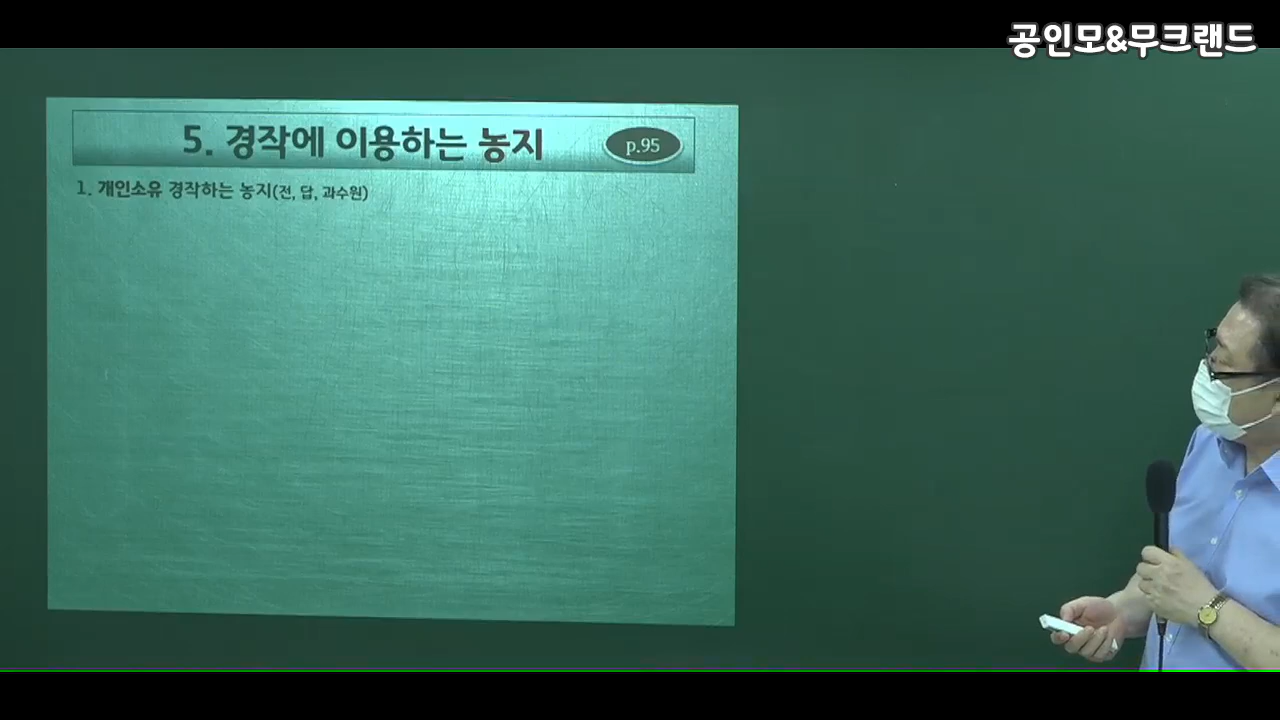 공인모&무크랜드
5. 경작에 이용하는 농지
p.95
1. 개인소유 경작하는 농지(전, 답, 과수원)